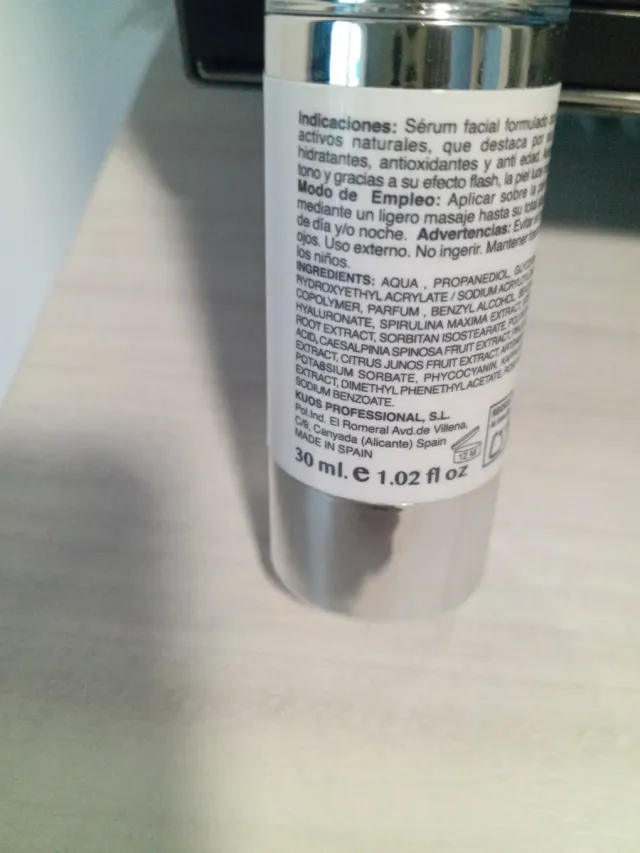 Indicaciones: Sérum facial formulado
activos naturales, que destaca por
hidratantes, antioxidantes y anti edad.
tono y gracias a su efecto flash, la piel
Modo de Empleo: Aplicar sobre la
mediante un ligero masaje hasta su total
de día y/o noche. Advertencias: Evitar
ojos. Uso externo. No ingerir. Mantener
los niños.
INGREDIENTS: AQUA , PROPANEDIOL,
HYDROXYETHYL ACRYLATE / SODIUM
COPOLYMER, PARFUM , BENZYL ALCOHOL,
HYALURONATE, SPIRULINA MAXIMA EXTRACT,
ROOT EXTRACT, SORBITAN ISOSTEARATE,
ACID, CAESALPINIA SPINOSA FRUIT EXTRACT,
EXTRACT, CITRUS JUNOS FRUIT EXTRACT,
POTASSIUM SORBATE, PHYCOCYANIN,
EXTRACT, DIMETHYL PHENETHYL ACETATE,
SODIUM BENZOATE.
KUOS PROFESSIONAL, S.L.
Pol.Ind. El Romeral Avd.de Villena,
C/9, Canyada (Alicante) Spain
MADE IN SPAIN
12 M
30 ml. e 1.02 fl oz